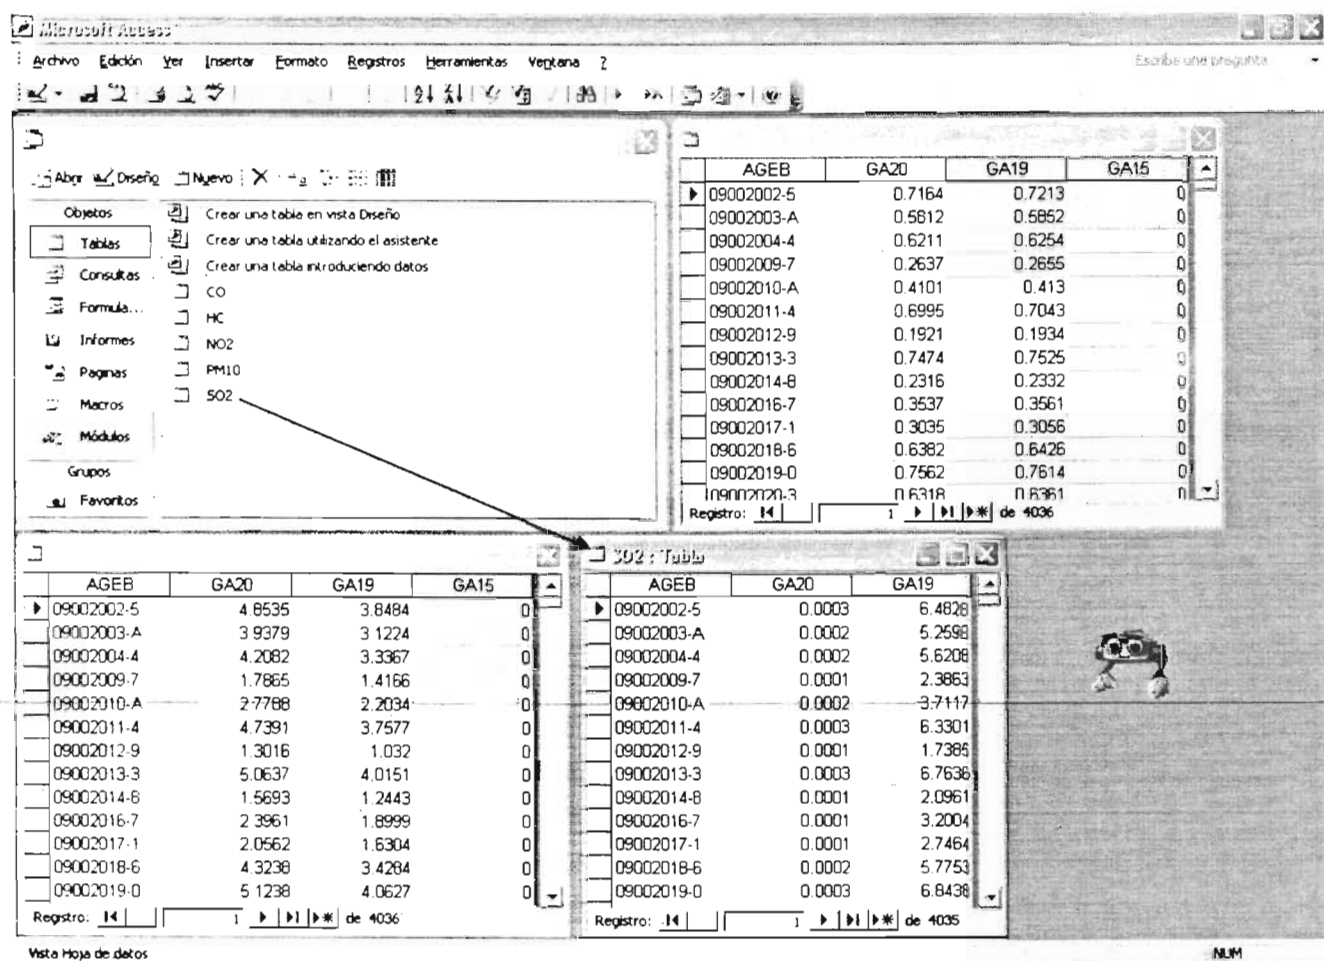 Microsoft Access
Archivo Edición Ver Insertar Formato Registros Herramientas Ventana ? Escriba una pregunta
Abrir Diseño Nuevo
Objetos
Tablas
Consultas
Formula...
Informes
Paginas
Macros
Módulos
Grupos
Favoritos
Crear una tabla en vista Diseño
Crear una tabla utilizando el asistente
Crear una tabla introduciendo datos
CO
HC
NO2
PM10
SO2
AGEB GA20 GA19 GA15
09002002-5 0.7164 0.7213 0
09002003-A 0.5812 0.5852 0
09002004-4 0.6211 0.6254 0
09002009-7 0.2637 0.2655 0
09002010-A 0.4101 0.413 0
09002011-4 0.6995 0.7043 0
09002012-9 0.1921 0.1934 0
09002013-3 0.7474 0.7525 0
09002014-8 0.2316 0.2332 0
09002016-7 0.3537 0.3561 0
09002017-1 0.3035 0.3056 0
09002018-6 0.6382 0.6426 0
09002019-0 0.7562 0.7614 0
09002020-3 0.6318 0.6361 0
Registro: 1 de 4036
AGEB GA20 GA19 GA15
09002002-5 4.8535 3.8484 0
09002003-A 3.9379 3.1224 0
09002004-4 4.2082 3.3367 0
09002009-7 1.7865 1.4166 0
09002010-A 2.7788 2.2034 0
09002011-4 4.7391 3.7577 0
09002012-9 1.3016 1.032 0
09002013-3 5.0637 4.0151 0
09002014-8 1.5693 1.2443 0
09002016-7 2.3961 1.8999 0
09002017-1 2.0562 1.6304 0
09002018-6 4.3238 3.4284 0
09002019-0 5.1238 4.0627 0
Registro: 1 de 4036
SO2 : Tabla
AGEB GA20 GA19
09002002-5 0.0003 6.4828
09002003-A 0.0002 5.2598
09002004-4 0.0002 5.6208
09002009-7 0.0001 2.3863
09002010-A 0.0002 3.7117
09002011-4 0.0003 6.3301
09002012-9 0.0001 1.7385
09002013-3 0.0003 6.7636
09002014-8 0.0001 2.0961
09002016-7 0.0001 3.2004
09002017-1 0.0001 2.7464
09002018-6 0.0002 5.7753
09002019-0 0.0003 6.8438
Registro: 1 de 4035
Vista Hoja de datos NUM